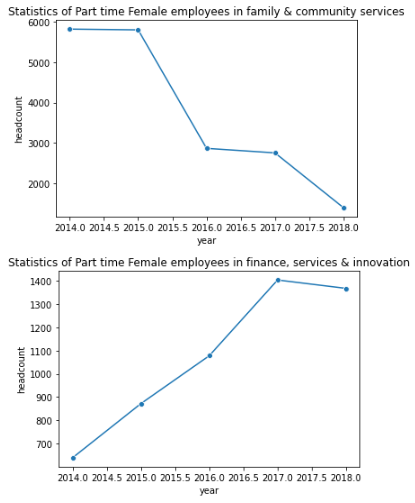 Statistics of Part time Female employees in family & community services
6000
5000
4000
3000
2000
headcount
2014.0 2014.5 2015.0 2015.5 2016.0 2016.5 2017.0 2017.5 2018.0
year
Statistics of Part time Female employees in finance, services & innovation
1400
1300
1200
1100
1000
900
800
700
headcount
2014.0 2014.5 2015.0 2015.5 2016.0 2016.5 2017.0 2017.5 2018.0
year